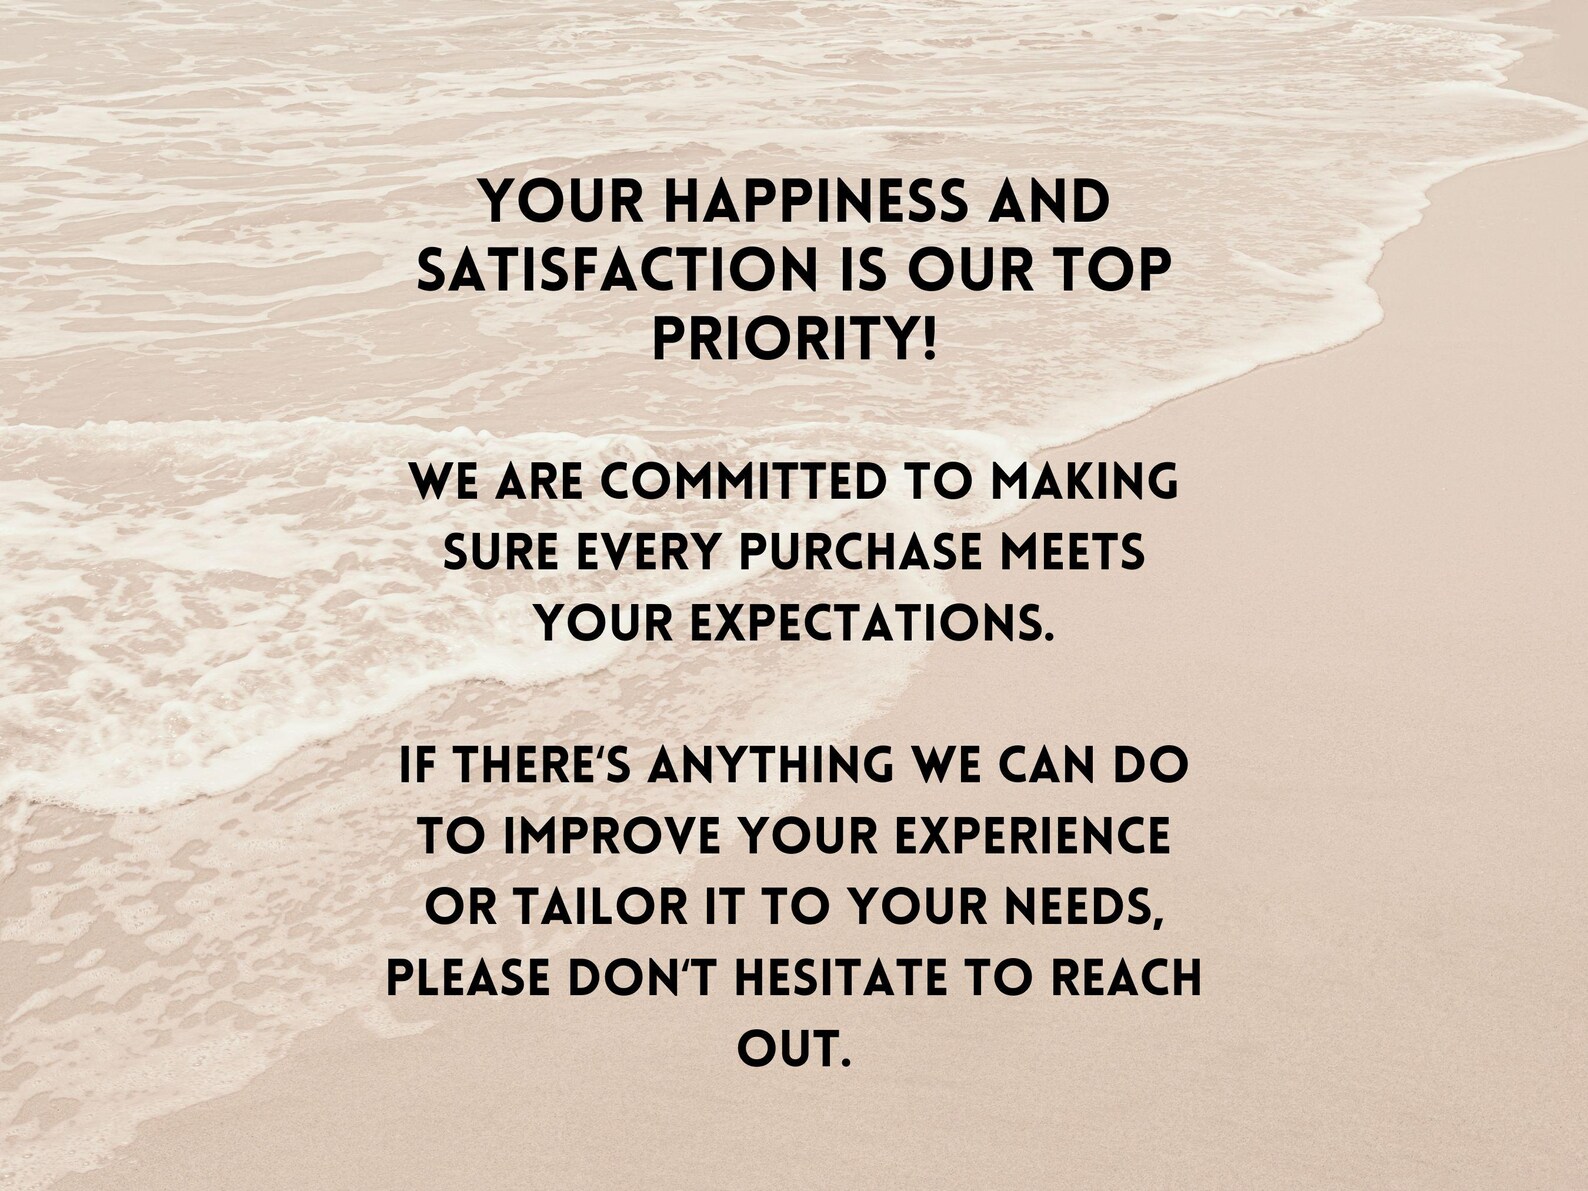 YOUR HAPPINESS AND
SATISFACTION IS OUR TOP
PRIORITY!
WE ARE COMMITTED TO MAKING
SURE EVERY PURCHASE MEETS
YOUR EXPECTATIONS.
IF THERE‘S ANYTHING WE CAN DO
TO IMPROVE YOUR EXPERIENCE
OR TAILOR IT TO YOUR NEEDS,
PLEASE DON‘T HESITATE TO REACH
OUT.